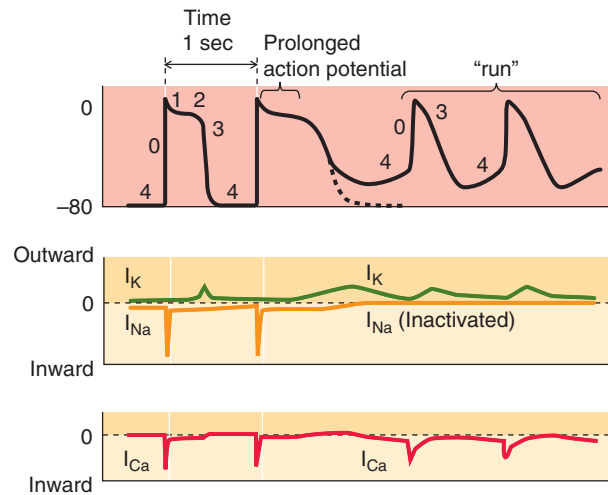 Time
1 sec
Prolonged
action potential
“run”
0
1 2
3
0
4
4
−80
4
0
3
4
Outward
I_K
I_K
0
I_Na
I_Na (Inactivated)
Inward
0
I_Ca
I_Ca
Inward